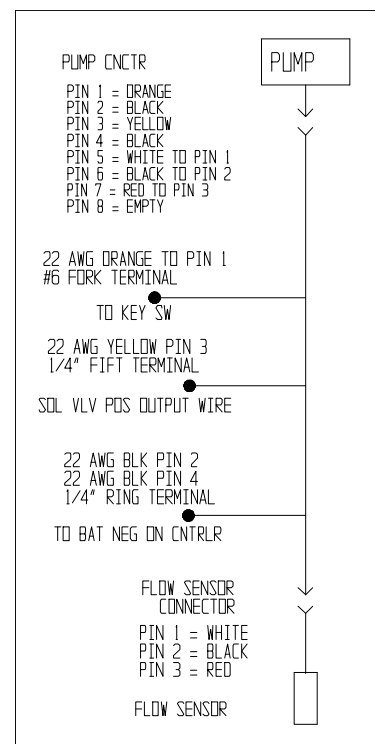 PUMP CNCTR
PUMP
PIN 1 = ORANGE
PIN 2 = BLACK
PIN 3 = YELLOW
PIN 4 = BLACK
PIN 5 = WHITE TO PIN 1
PIN 6 = BLACK TO PIN 2
PIN 7 = RED TO PIN 3
PIN 8 = EMPTY
22 AWG ORANGE TO PIN 1
#6 FORK TERMINAL
TO KEY SW
22 AWG YELLOW PIN 3
1/4" FIFT TERMINAL
SOL VLV POS OUTPUT WIRE
22 AWG BLK PIN 2
22 AWG BLK PIN 4
1/4" RING TERMINAL
TO BAT NEG ON CNTRLR
FLOW SENSOR
CONNECTOR
PIN 1 = WHITE
PIN 2 = BLACK
PIN 3 = RED
FLOW SENSOR